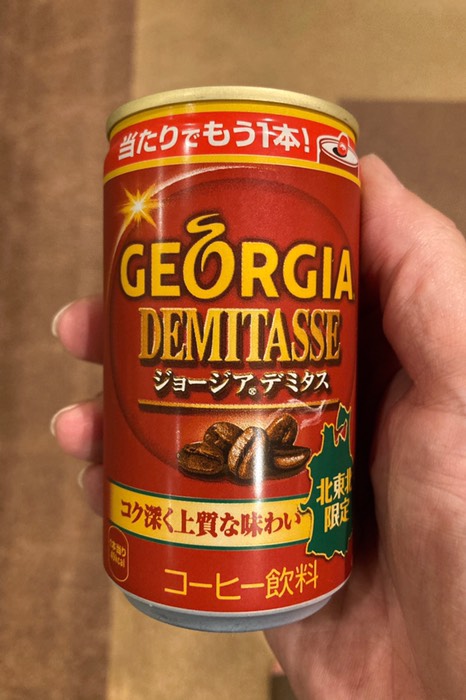 当たりでもう1本!
GEORGIA
DEMITASSE
ジョージア®デミタス
北東北
限定
コク深く上質な味わい
コーヒー飲料